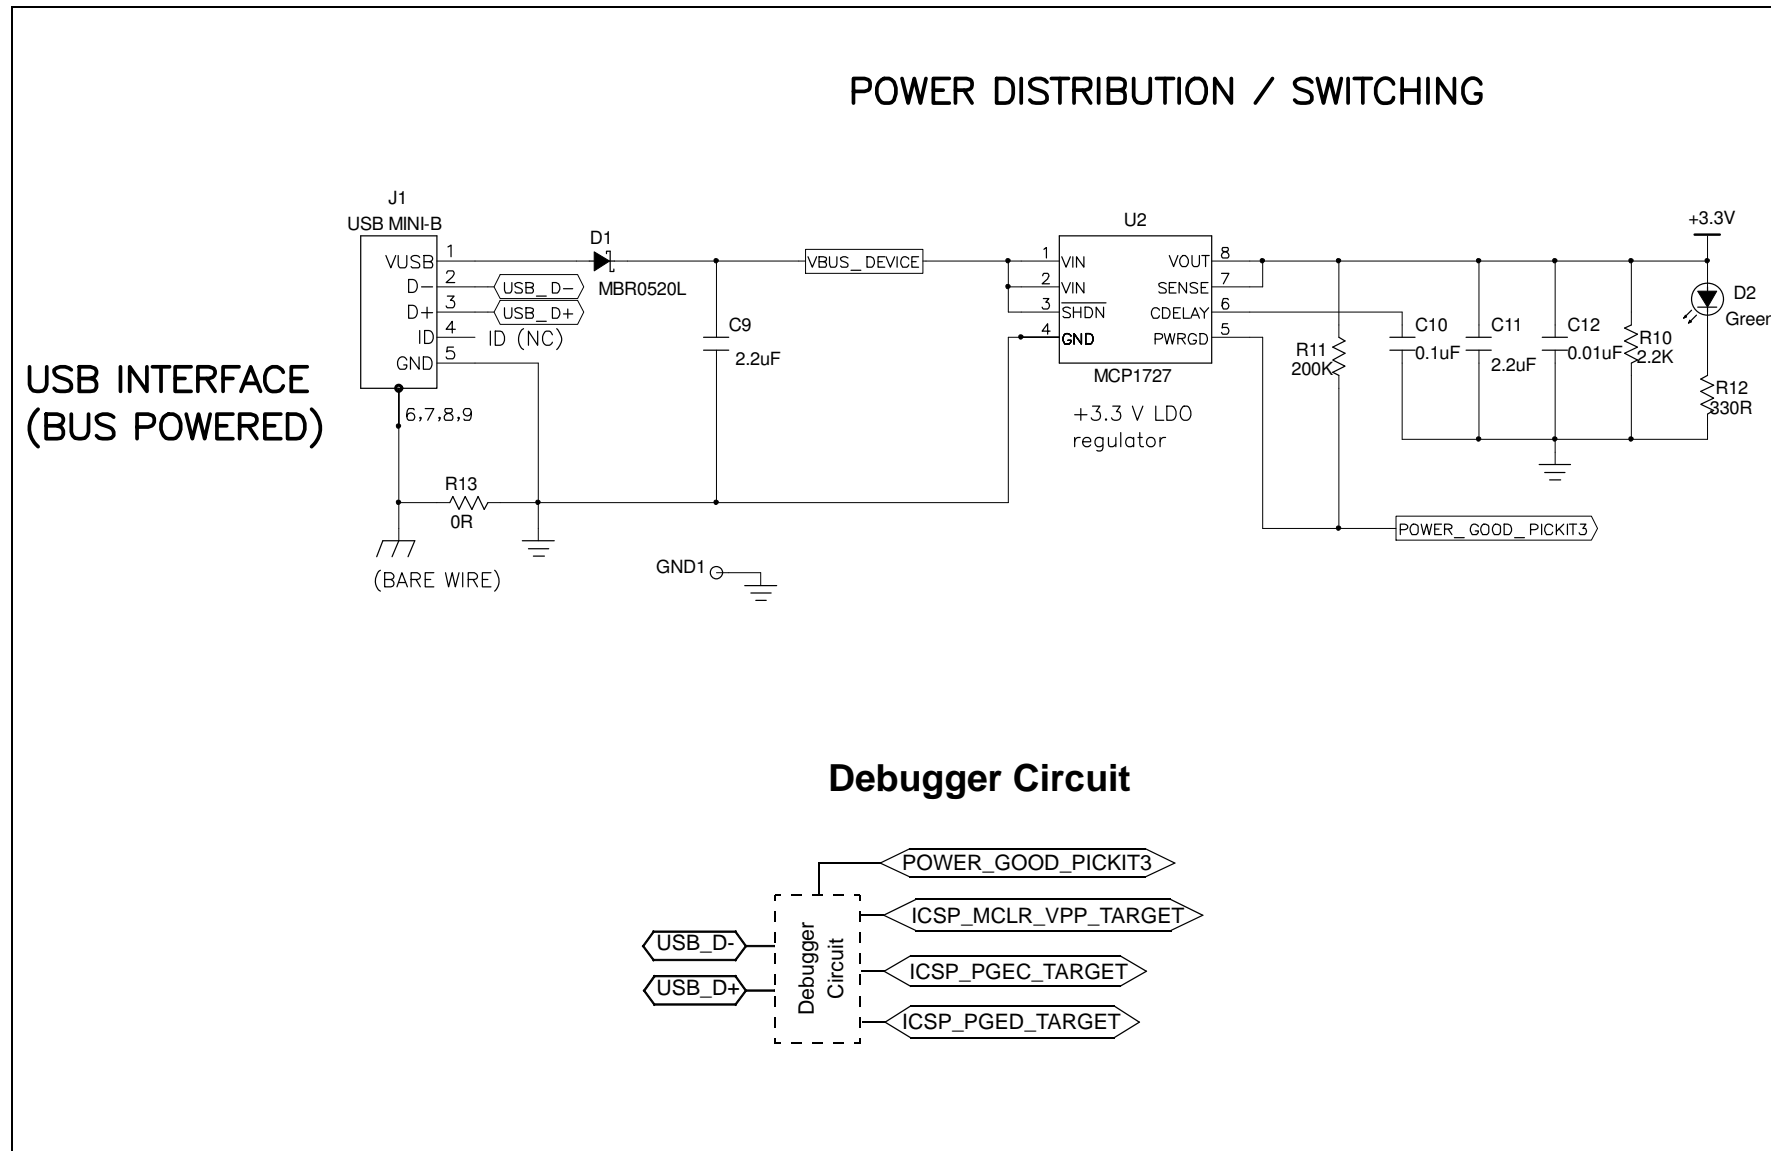 POWER DISTRIBUTION / SWITCHING
J1
USB MINI-B
VUSB 1
D- 2
D+ 3
ID 4
GND 5
USB_D-
USB_D+
ID (NC)
6,7,8,9
USB INTERFACE
(BUS POWERED)
D1
MBR0520L
C9
2.2uF
VBUS_DEVICE
R13
0R
(BARE WIRE)
GND1
U2
1 VIN VOUT 8
2 VIN SENSE 7
3 SHDN CDELAY 6
4 GND PWRGD 5
MCP1727
+3.3 V LDO
regulator
R11
200K
C10
0.1uF
C11
2.2uF
C12
0.01uF
R10
2.2K
+3.3V
D2
Green
R12
330R
POWER_GOOD_PICKIT3
Debugger Circuit
POWER_GOOD_PICKIT3
ICSP_MCLR_VPP_TARGET
USB_D-
ICSP_PGEC_TARGET
USB_D+
ICSP_PGED_TARGET
Debugger
Circuit